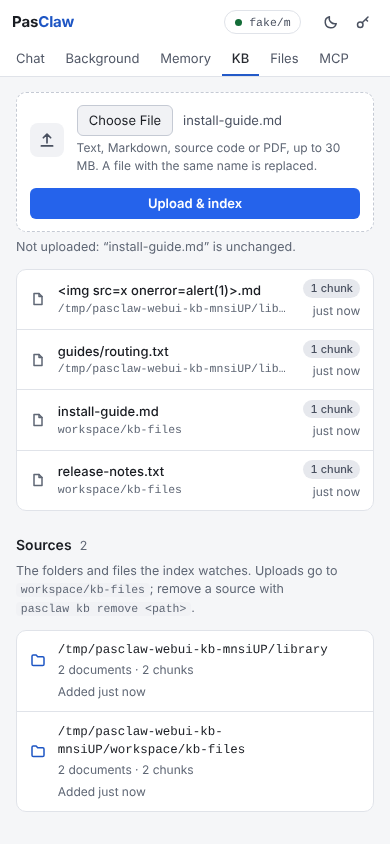 PasClaw
fake/m
Chat Background Memory KB Files MCP
Choose File install-guide.md
Text, Markdown, source code or PDF, up to 30
MB. A file with the same name is replaced.
Upload & index
Not uploaded: “install-guide.md” is unchanged.
<img src=x onerror=alert(1)>.md
1 chunk
/tmp/pasclaw-webui-kb-mnsiUP/lib…
just now
guides/routing.txt
1 chunk
/tmp/pasclaw-webui-kb-mnsiUP/lib…
just now
install-guide.md
1 chunk
workspace/kb-files
just now
release-notes.txt
1 chunk
workspace/kb-files
just now
Sources 2
The folders and files the index watches. Uploads go to
workspace/kb-files ; remove a source with
pasclaw kb remove <path> .
/tmp/pasclaw-webui-kb-mnsiUP/library
2 documents · 2 chunks
Added just now
/tmp/pasclaw-webui-kb-
mnsiUP/workspace/kb-files
2 documents · 2 chunks
Added just now